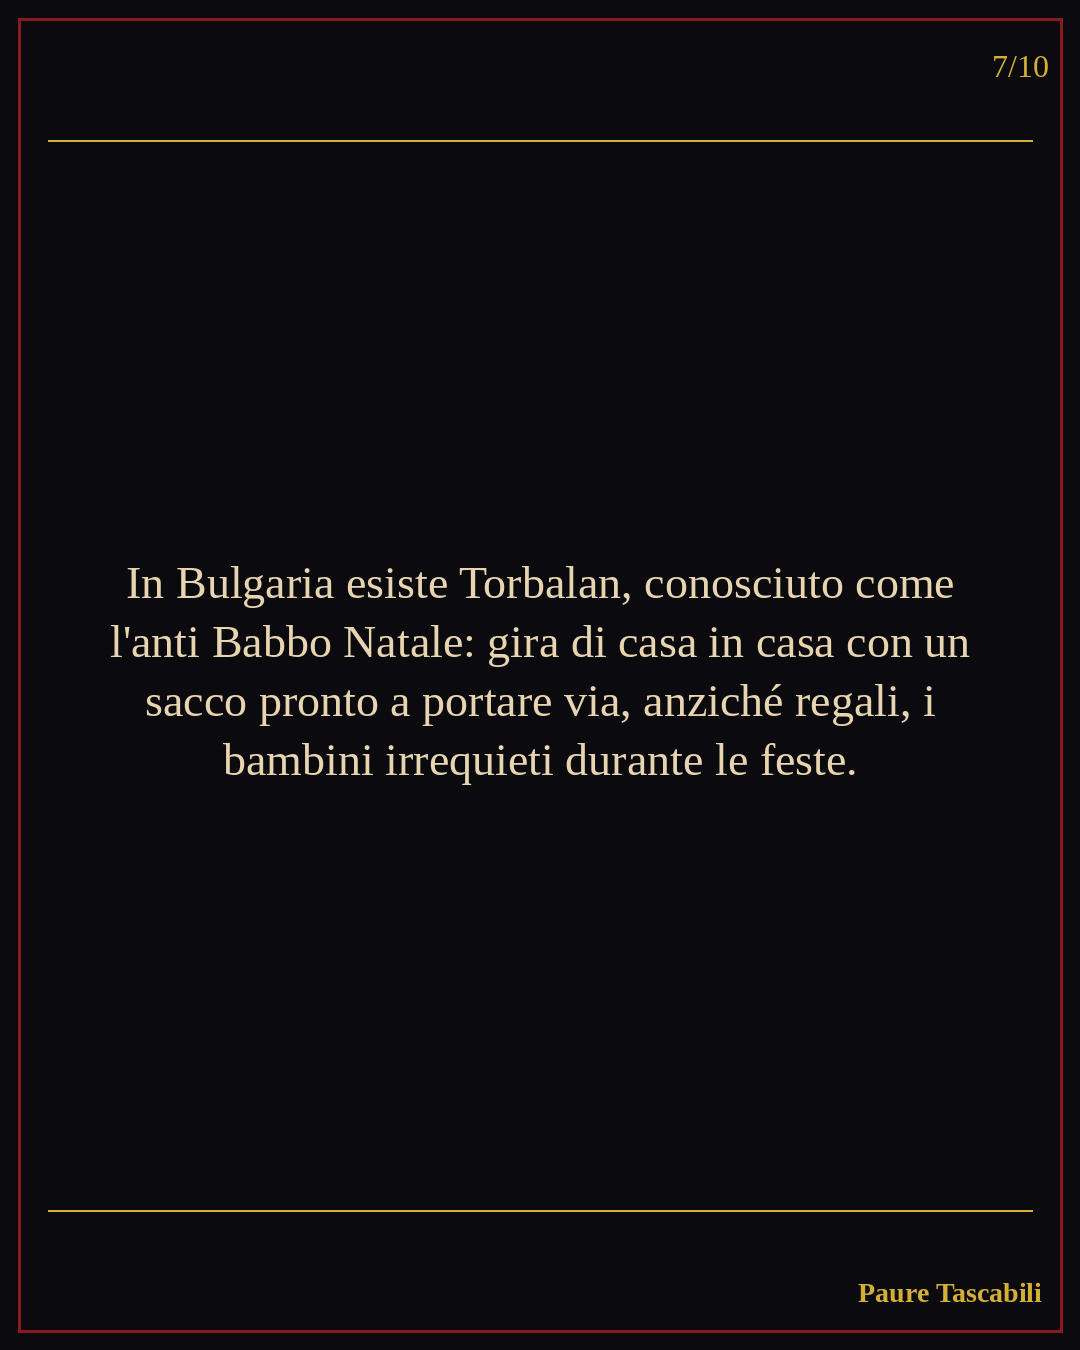 7/10
In Bulgaria esiste Torbalan, conosciuto come
l'anti Babbo Natale: gira di casa in casa con un
sacco pronto a portare via, anziché regali, i
bambini irrequieti durante le feste.
Paure Tascabili